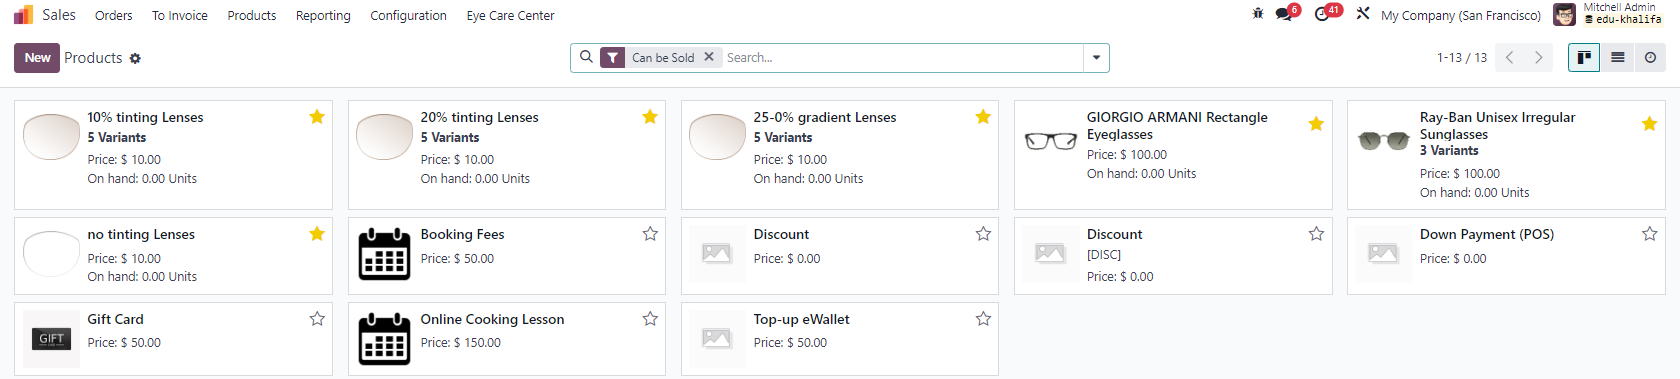 Sales Orders To Invoice Products Reporting Configuration Eye Care Center 6 41 My Company (San Francisco) Mitchell Admin
edu-khalifa
New Products Can be Sold Search... 1-13 / 13
10% tinting Lenses
5 Variants
Price: $ 10.00
On hand: 0.00 Units
20% tinting Lenses
5 Variants
Price: $ 10.00
On hand: 0.00 Units
25-0% gradient Lenses
5 Variants
Price: $ 10.00
On hand: 0.00 Units
GIORGIO ARMANI Rectangle
Eyeglasses
Price: $ 100.00
On hand: 0.00 Units
Ray-Ban Unisex Irregular
Sunglasses
3 Variants
Price: $ 100.00
On hand: 0.00 Units
no tinting Lenses
Price: $ 10.00
On hand: 0.00 Units
Booking Fees
Price: $ 50.00
Discount
Price: $ 0.00
Discount
[DISC]
Price: $ 0.00
Down Payment (POS)
Price: $ 0.00
GIFT
Gift Card
Price: $ 50.00
Online Cooking Lesson
Price: $ 150.00
Top-up eWallet
Price: $ 50.00